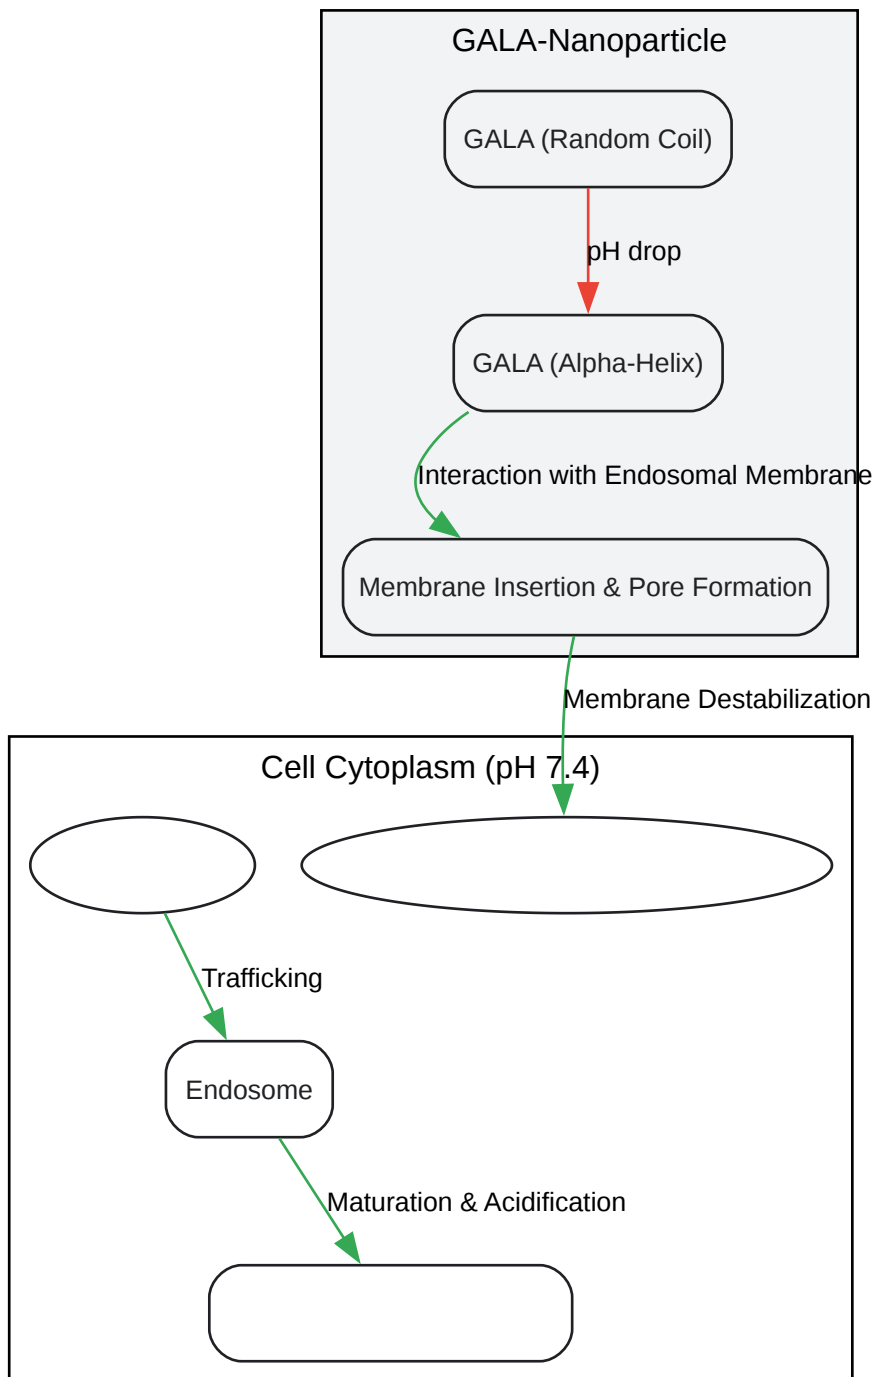 GALA-Nanoparticle
GALA (Random Coil)
pH drop
GALA (Alpha-Helix)
Interaction with Endosomal Membrane
Membrane Insertion & Pore Formation
Membrane Destabilization
Cell Cytoplasm (pH 7.4)
Trafficking
Endosome
Maturation & Acidification